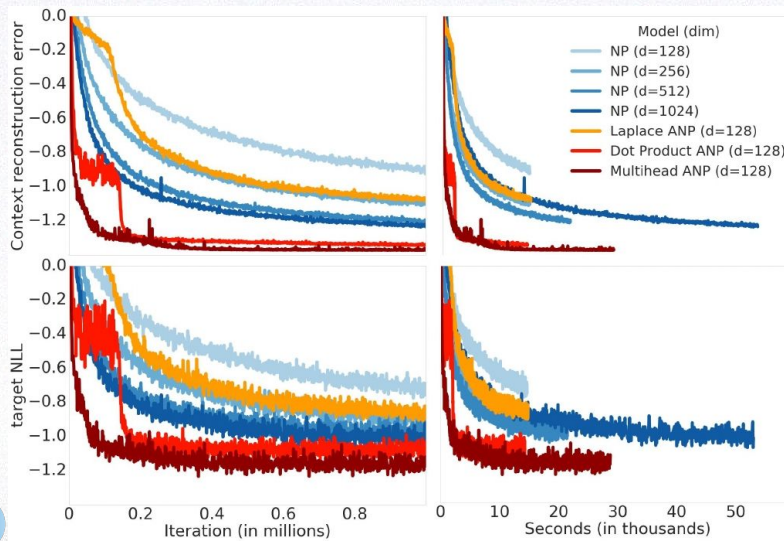 Context reconstruction error
0.0
−0.2
−0.4
−0.6
−0.8
−1.0
−1.2
Model (dim)
NP (d=128)
NP (d=256)
NP (d=512)
NP (d=1024)
Laplace ANP (d=128)
Dot Product ANP (d=128)
Multihead ANP (d=128)
target NLL
0.0
−0.2
−0.4
−0.6
−0.8
−1.0
−1.2
0 0.2 0.4 0.6 0.8
Iteration (in millions)
0 10 20 30 40 50
Seconds (in thousands)